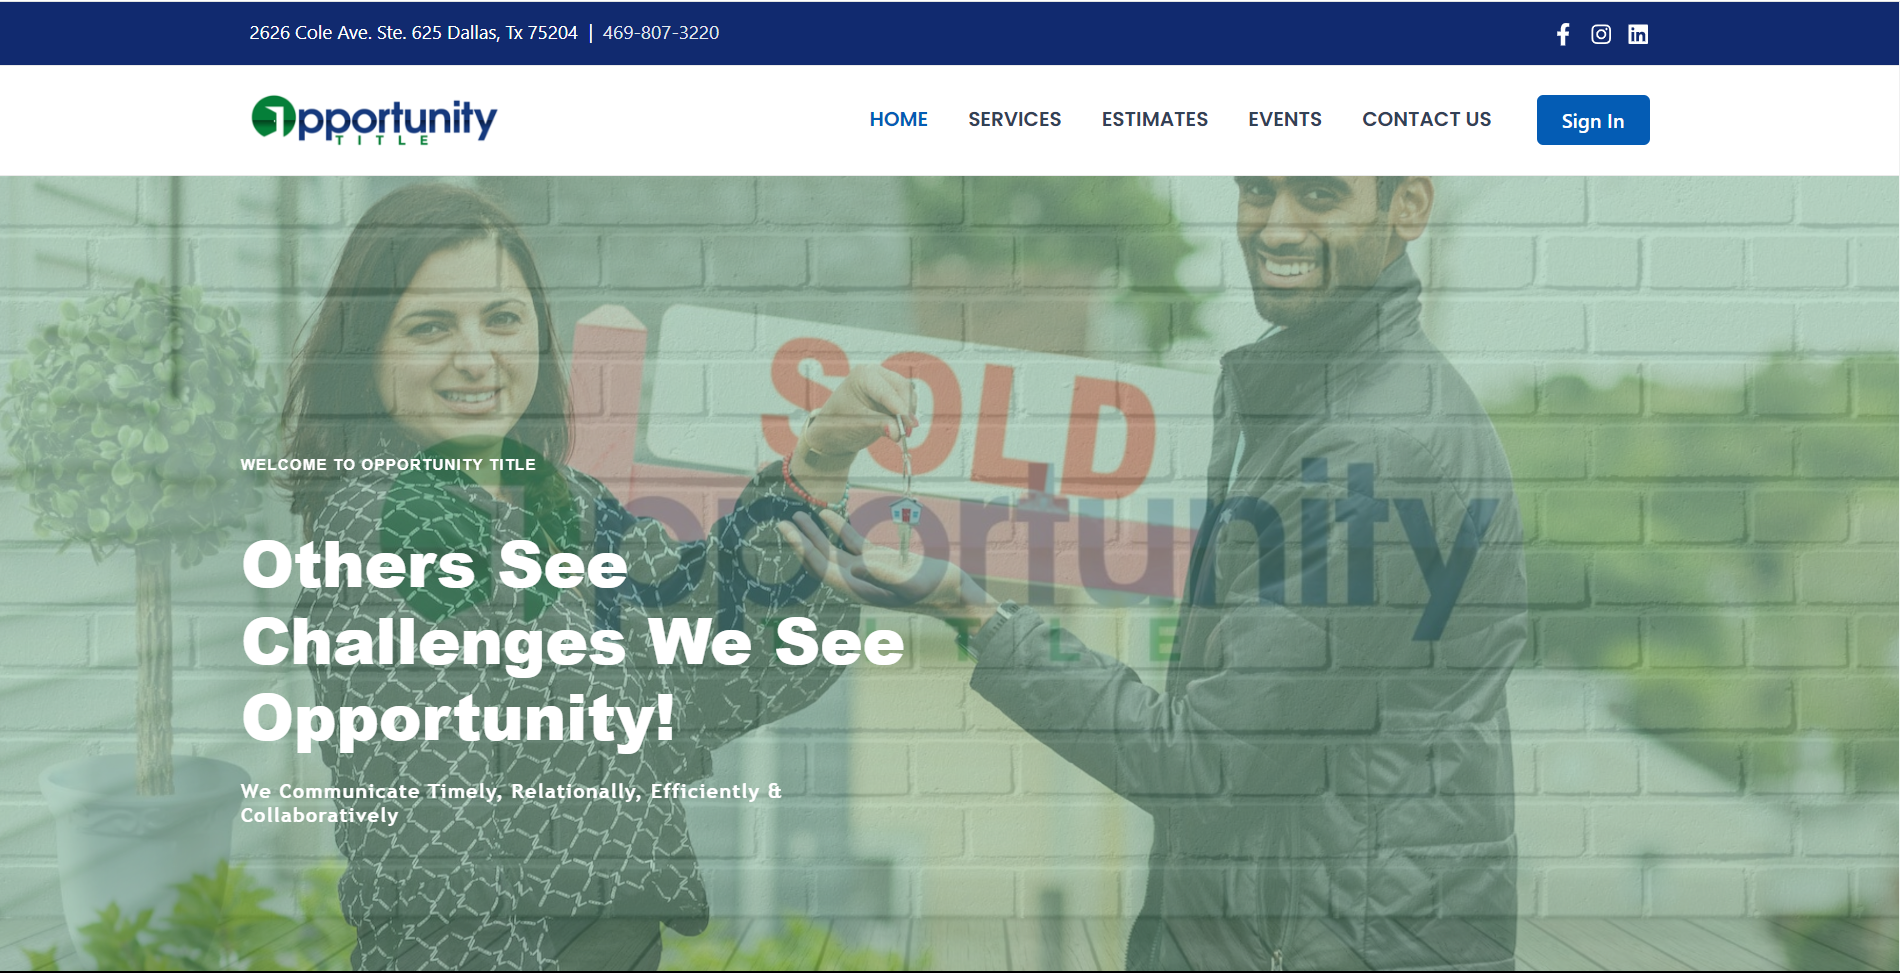 2626 Cole Ave. Ste. 625 Dallas, Tx 75204 | 469-807-3220
Opportunity
TITLE
HOME SERVICES ESTIMATES EVENTS CONTACT US Sign In
SOLD
WELCOME TO OPPORTUNITY TITLE
Opportunity
TITLE
Others See
Challenges We See
Opportunity!
We Communicate Timely, Relationally, Efficiently &
Collaboratively